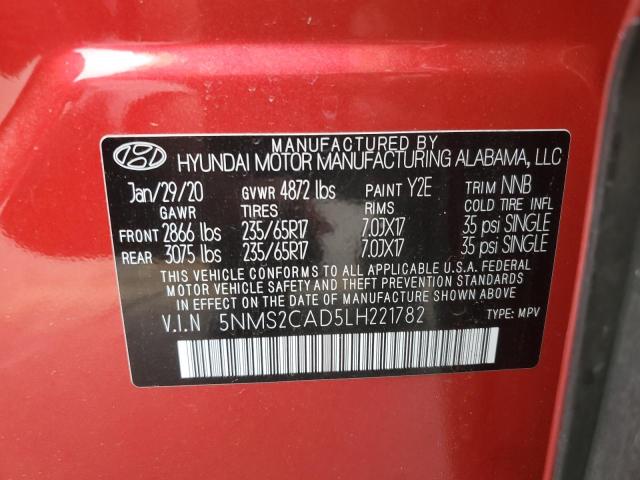 MANUFACTURED BY
HYUNDAI MOTOR MANUFACTURING ALABAMA, LLC
Jan/29/20 GVWR 4872 lbs PAINT Y2E TRIM NNB
GAWR TIRES RIMS COLD TIRE INFL
FRONT 2866 lbs 235/65R17 7.0JX17 35 psi SINGLE
REAR 3075 lbs 235/65R17 7.0JX17 35 psi SINGLE
THIS VEHICLE CONFORMS TO ALL APPLICABLE U.S.A. FEDERAL
MOTOR VEHICLE SAFETY AND THEFT PREVENTION STANDARDS
IN EFFECT ON THE DATE OF MANUFACTURE SHOWN ABOVE.
V.I.N 5NMS2CAD5LH221782 TYPE: MPV